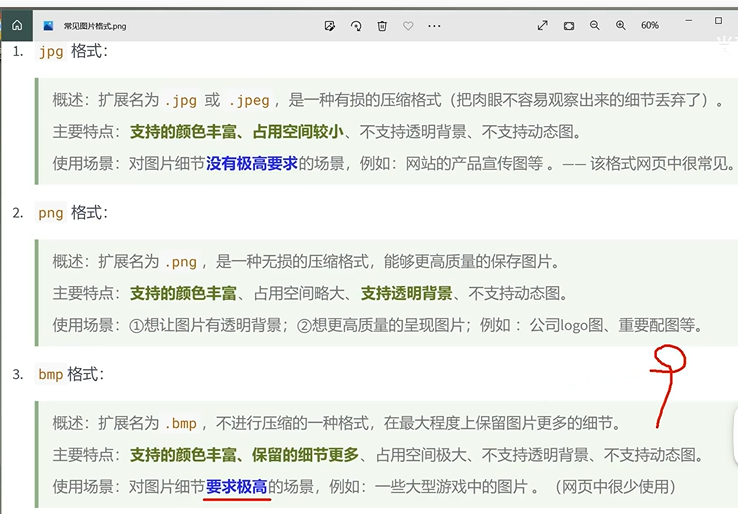 常见图片格式.png
60%
1. jpg 格式：
概述：扩展名为 .jpg 或 .jpeg ，是一种有损的压缩格式（把肉眼不容易观察出来的细节丢弃了）。
主要特点：支持的颜色丰富、占用空间较小、不支持透明背景、不支持动态图。
使用场景：对图片细节没有极高要求的场景，例如：网站的产品宣传图等 。—— 该格式网页中很常见。
2. png 格式：
概述：扩展名为 .png ，是一种无损的压缩格式，能够更高质量的保存图片。
主要特点：支持的颜色丰富、占用空间略大、支持透明背景、不支持动态图。
使用场景：①想让图片有透明背景；②想更高质量的呈现图片；例如 ：公司logo图、重要配图等。
3. bmp 格式：
概述：扩展名为 .bmp ，不进行压缩的一种格式，在最大程度上保留图片更多的细节。
主要特点：支持的颜色丰富、保留的细节更多、占用空间极大、不支持透明背景、不支持动态图。
使用场景：对图片细节要求极高的场景，例如：一些大型游戏中的图片 。（网页中很少使用）